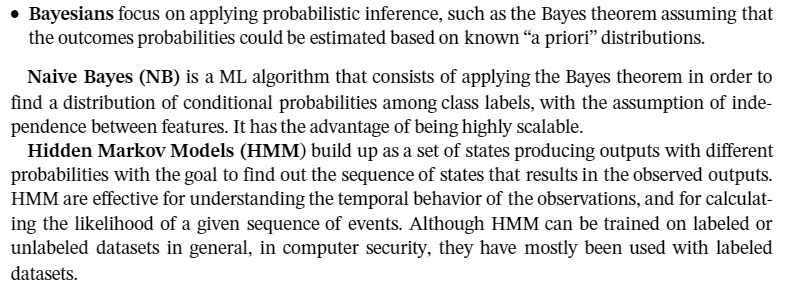 • Bayesians focus on applying probabilistic inference, such as the Bayes theorem assuming that
the outcomes probabilities could be estimated based on known “a priori” distributions.
Naive Bayes (NB) is a ML algorithm that consists of applying the Bayes theorem in order to
find a distribution of conditional probabilities among class labels, with the assumption of inde-
pendence between features. It has the advantage of being highly scalable.
Hidden Markov Models (HMM) build up as a set of states producing outputs with different
probabilities with the goal to find out the sequence of states that results in the observed outputs.
HMM are effective for understanding the temporal behavior of the observations, and for calculat-
ing the likelihood of a given sequence of events. Although HMM can be trained on labeled or
unlabeled datasets in general, in computer security, they have mostly been used with labeled
datasets.